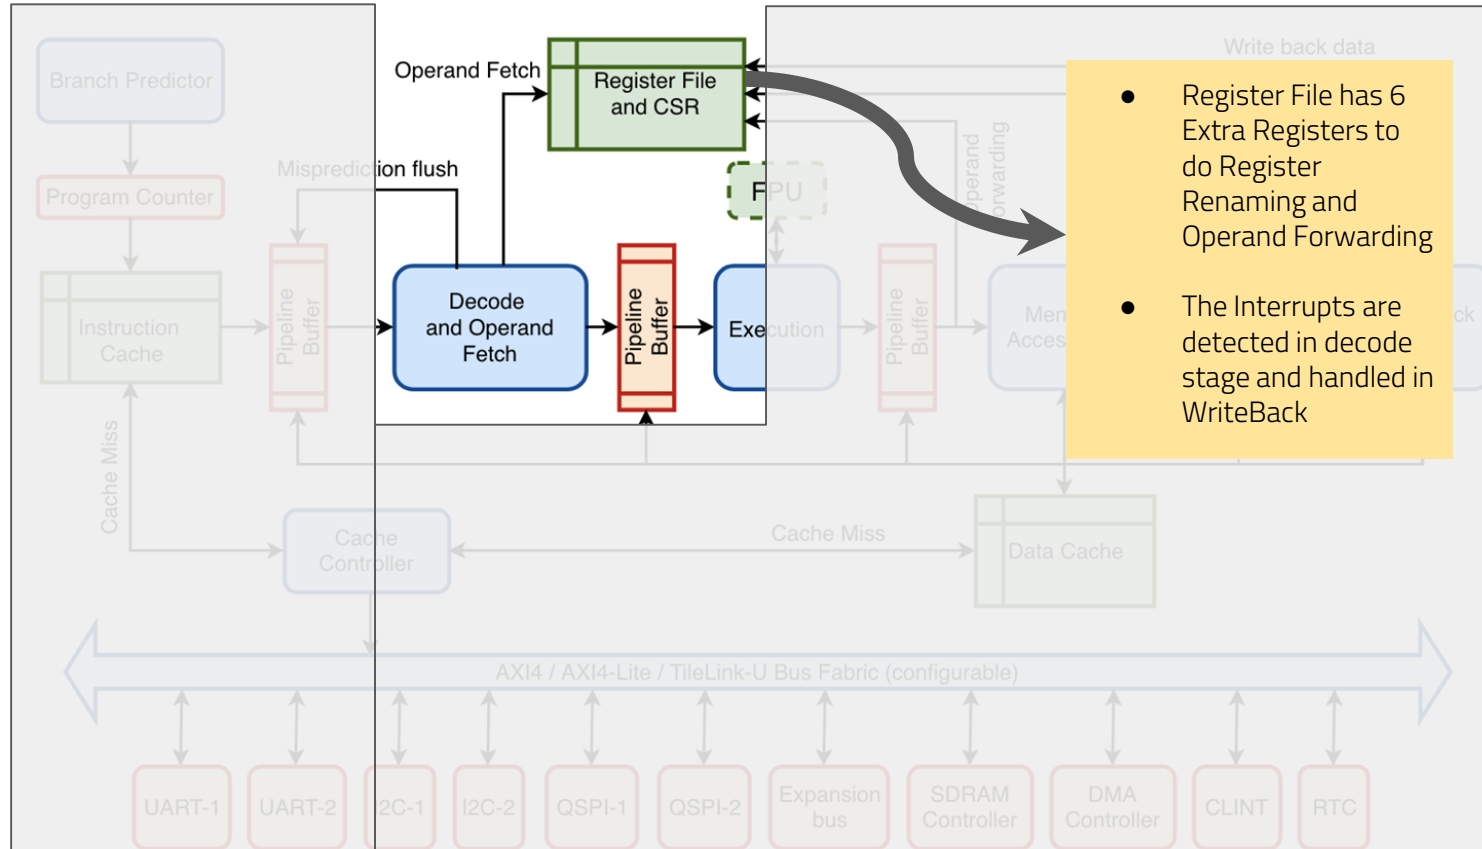 Write back data
Branch Predictor
Operand Fetch
Register File
and CSR
Misprediction flush
Program Counter
FPU
Operand
forwarding
Instruction
Cache
Pipeline
Buffer
Decode
and Operand
Fetch
Pipeline
Buffer
Execution
Pipeline
Buffer
● Register File has 6
Extra Registers to
do Register
Renaming and
Operand Forwarding
● The Interrupts are
detected in decode
stage and handled in
WriteBack
Cache Miss
Cache
Controller
Cache Miss
Data Cache
AXI4 / AXI4-Lite / TileLink-U Bus Fabric (configurable)
UART-1
UART-2
I2C-1
I2C-2
QSPI-1
QSPI-2
Expansion
bus
SDRAM
Controller
DMA
Controller
CLINT
RTC